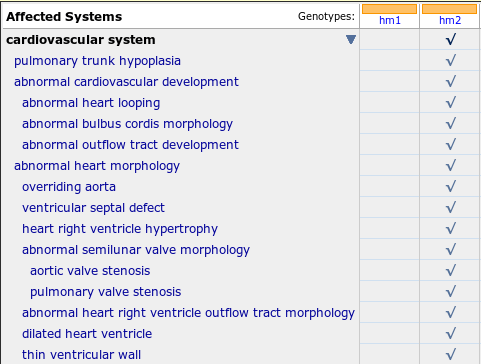 Affected Systems Genotypes: hm1 hm2
cardiovascular system ▼ √
pulmonary trunk hypoplasia √
abnormal cardiovascular development √
abnormal heart looping √
abnormal bulbus cordis morphology √
abnormal outflow tract development √
abnormal heart morphology √
overriding aorta √
ventricular septal defect √
heart right ventricle hypertrophy √
abnormal semilunar valve morphology √
aortic valve stenosis √
pulmonary valve stenosis √
abnormal heart right ventricle outflow tract morphology √
dilated heart ventricle √
thin ventricular wall √